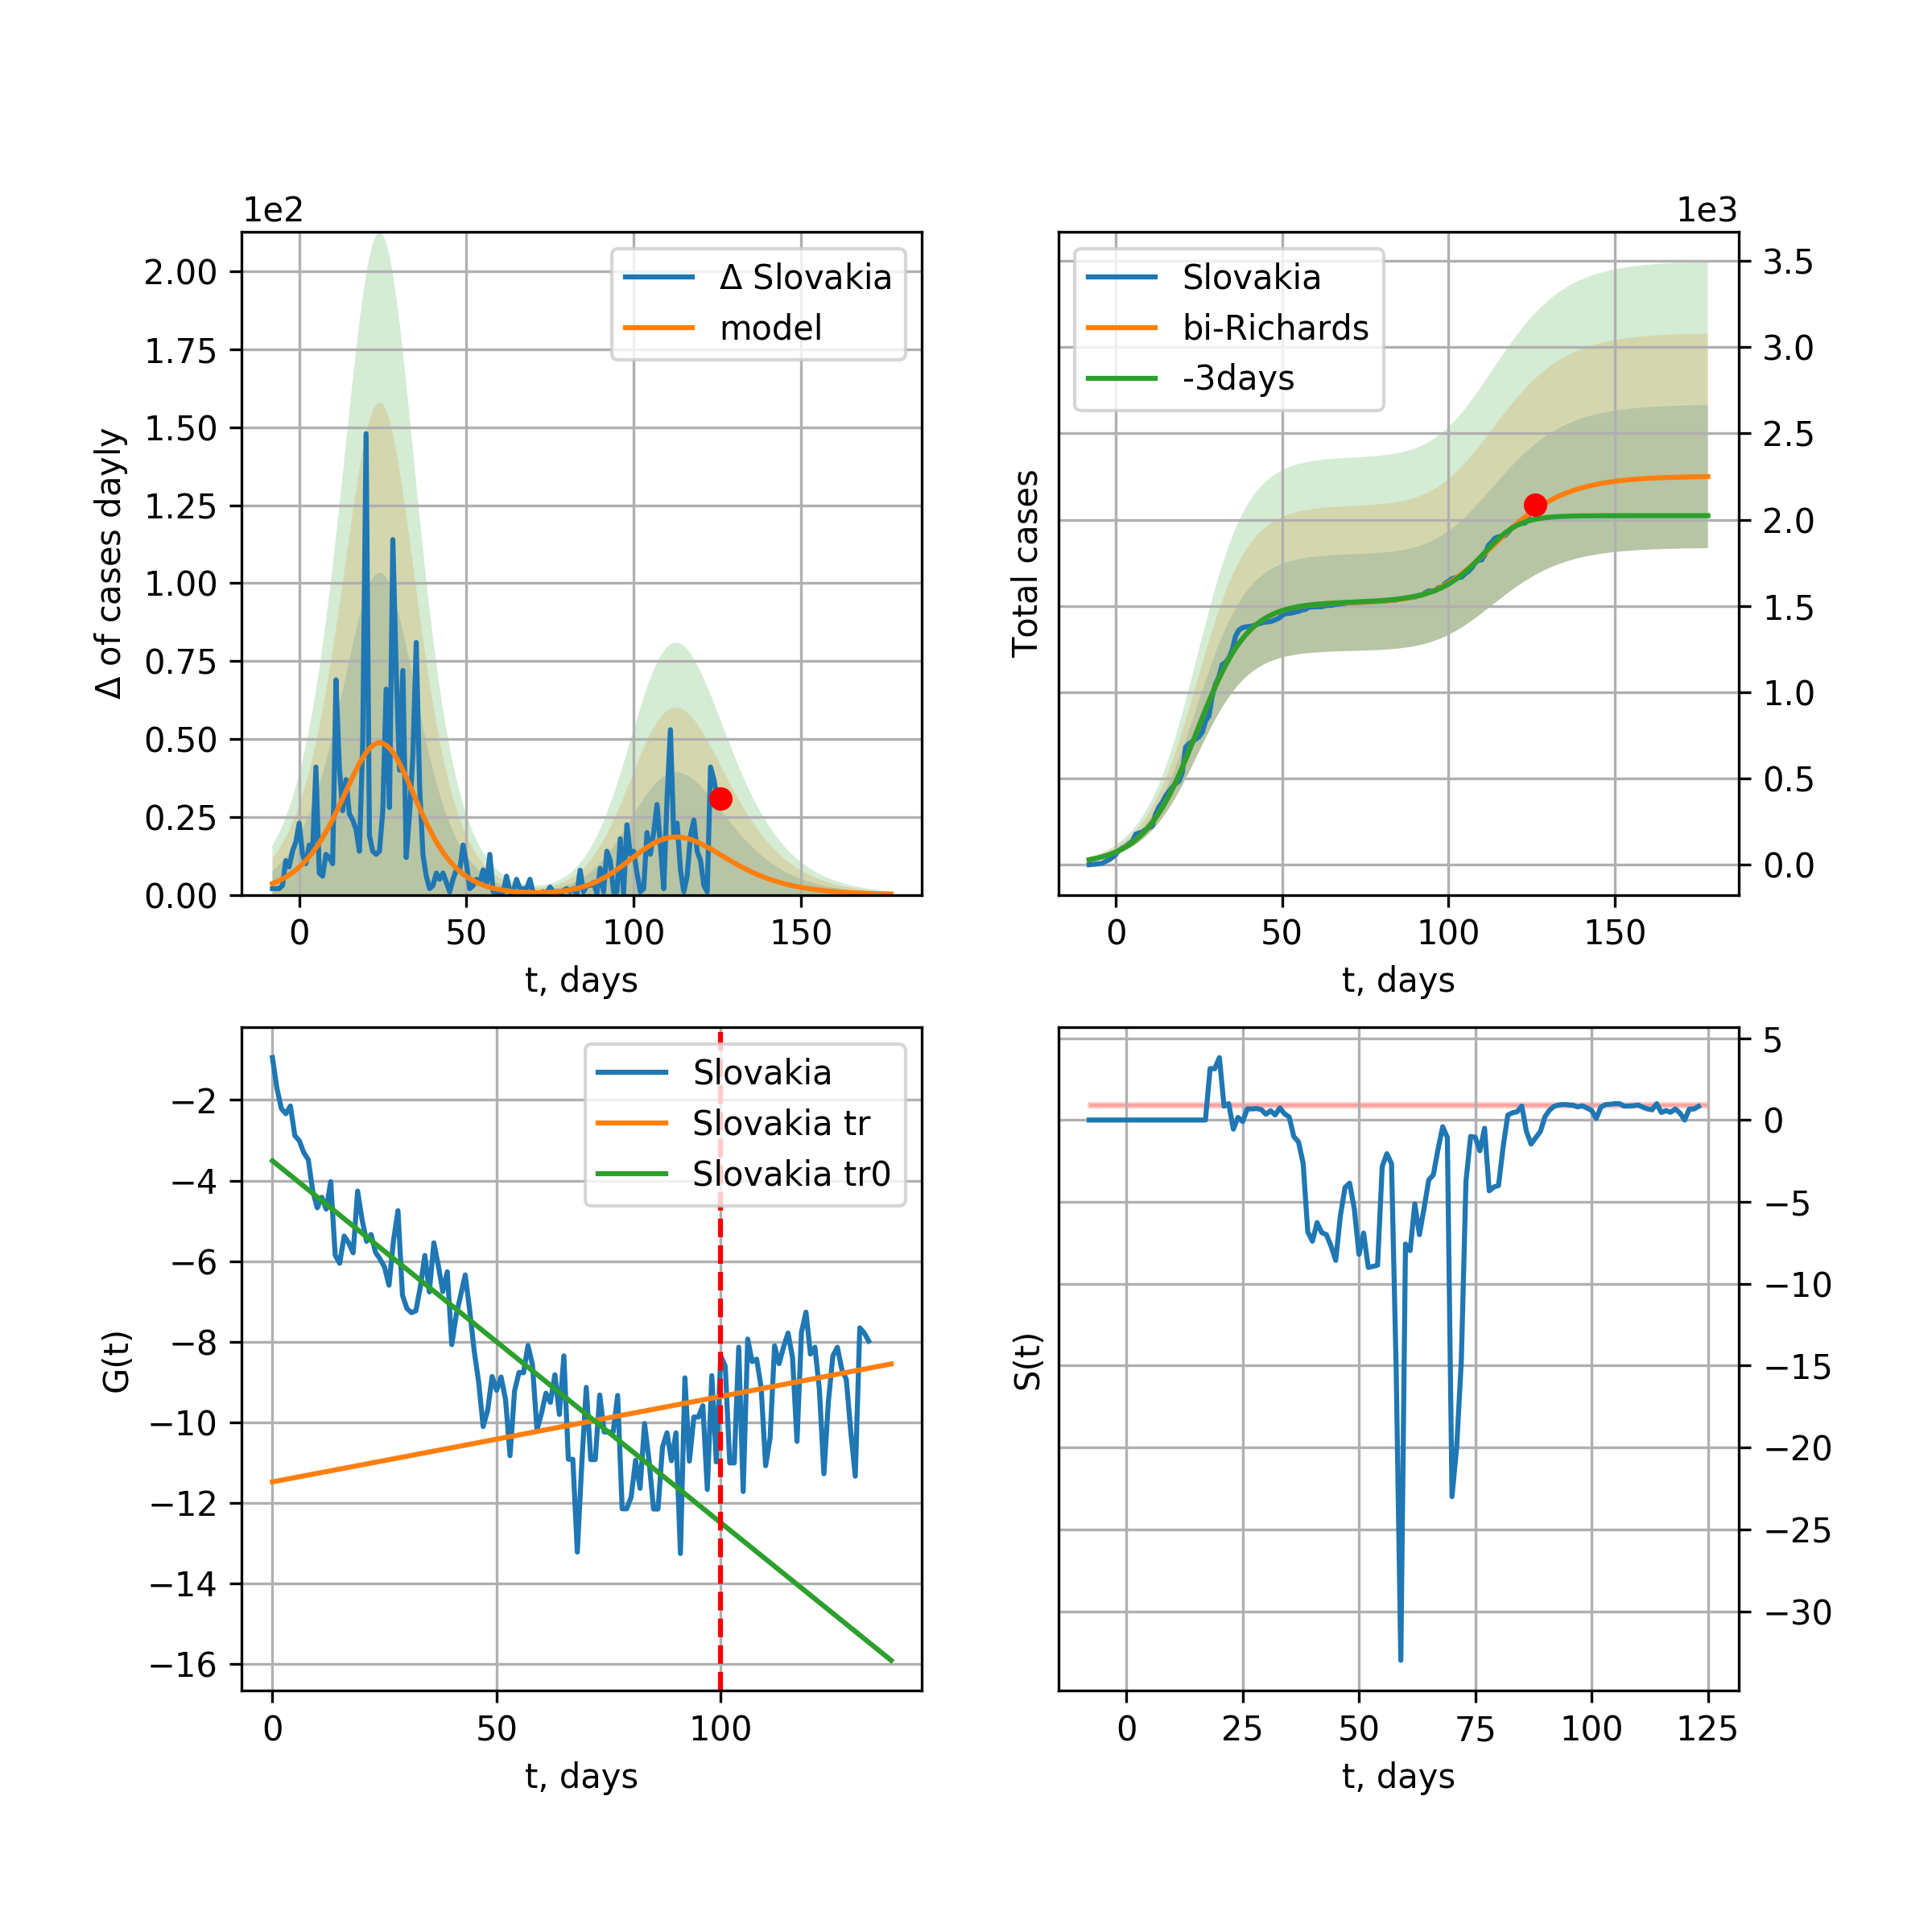 1e2
2.00
1.75
1.50
1.25
1.00
0.75
0.50
0.25
0.00
Δ of cases dayly
Δ Slovakia
model
0 50 100 150
t, days
1e3
3.5
3.0
2.5
2.0
1.5
1.0
0.5
0.0
Total cases
Slovakia
bi-Richards
-3days
0 50 100 150
t, days
−2
−4
−6
−8
−10
−12
−14
−16
G(t)
Slovakia
Slovakia tr
Slovakia tr0
0 50 100
t, days
5
0
−5
−10
−15
−20
−25
−30
S(t)
0 25 50 75 100 125
t, days